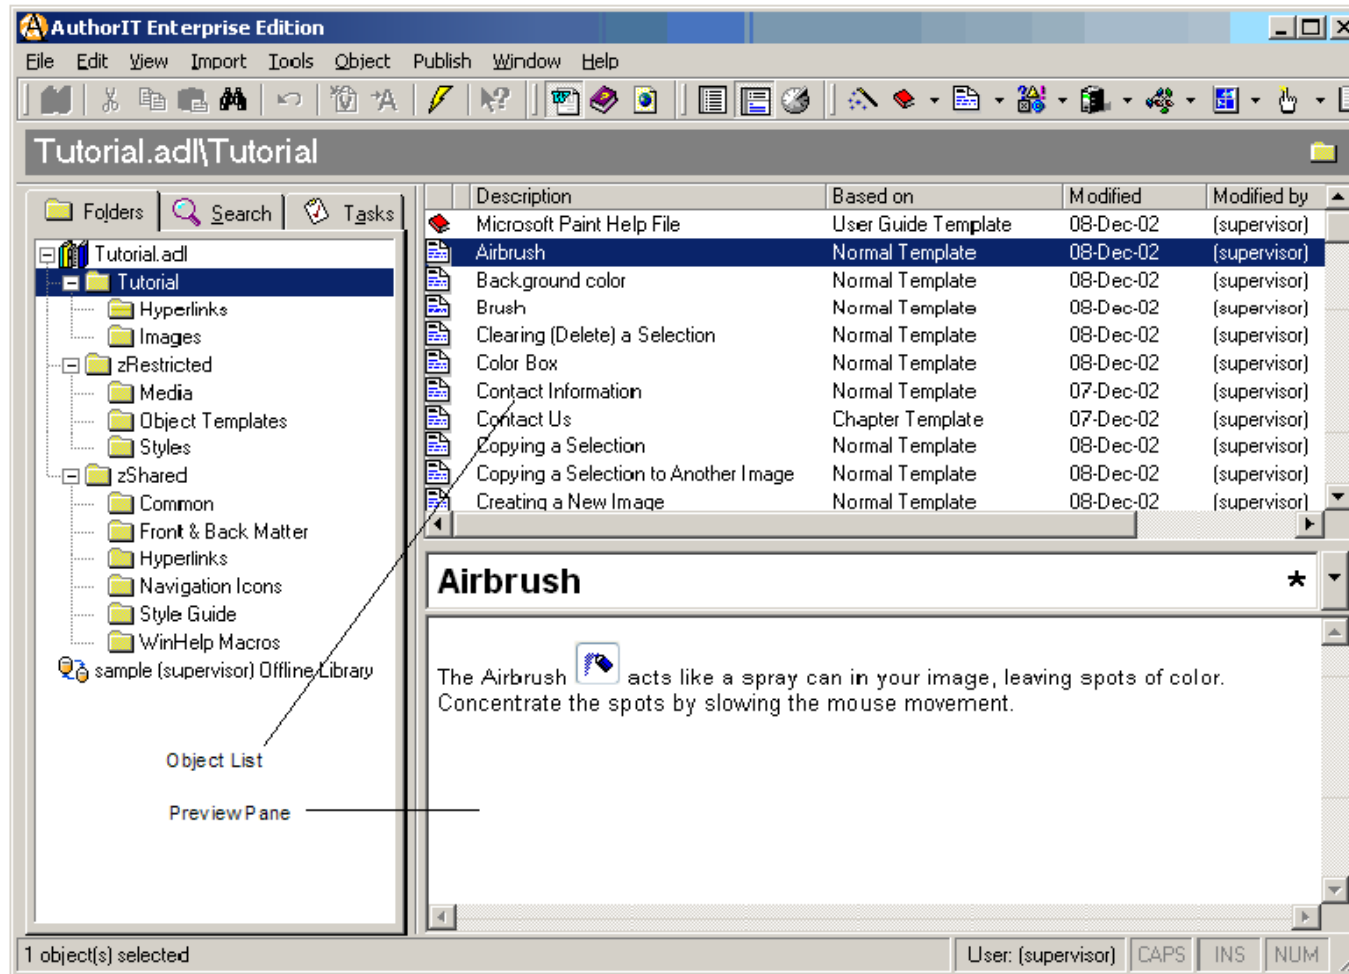 AuthorIT Enterprise Edition
File Edit View Import Tools Object Publish Window Help
Tutorial.adl\Tutorial
Folders Search Tasks
Tutorial.adl
Tutorial
Hyperlinks
Images
zRestricted
Media
Object Templates
Styles
zShared
Common
Front & Back Matter
Hyperlinks
Navigation Icons
Style Guide
WinHelp Macros
sample (supervisor) Offline Library
Object List
Preview Pane
Description Based on Modified Modified by
Microsoft Paint Help File User Guide Template 08-Dec-02 (supervisor)
Airbrush Normal Template 08-Dec-02 (supervisor)
Background color Normal Template 08-Dec-02 (supervisor)
Brush Normal Template 08-Dec-02 (supervisor)
Clearing (Delete) a Selection Normal Template 08-Dec-02 (supervisor)
Color Box Normal Template 08-Dec-02 (supervisor)
Contact Information Normal Template 07-Dec-02 (supervisor)
Contact Us Chapter Template 07-Dec-02 (supervisor)
Copying a Selection Normal Template 08-Dec-02 (supervisor)
Copying a Selection to Another Image Normal Template 08-Dec-02 (supervisor)
Creating a New Image Normal Template 08-Dec-02 (supervisor)
Airbrush *
The Airbrush acts like a spray can in your image, leaving spots of color.
Concentrate the spots by slowing the mouse movement.
1 object(s) selected User: (supervisor) CAPS INS NUM